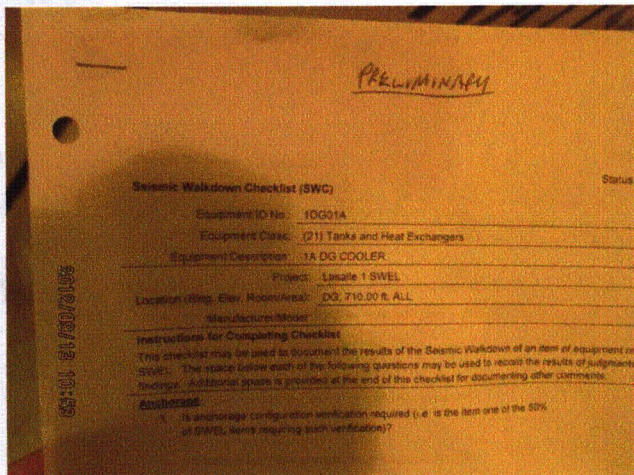 PRELIMINARY
Status
Seismic Walkdown Checklist (SWC)
Equipment ID No.: 1DG01A
Equipment Class: (21) Tanks and Heat Exchangers
Equipment Description: 1A DG COOLER
Project: Lasalle 1 SWEL
Location (Bldg, Elev, Room/Area): DG, 710.00 ft, ALL
Manufacturer/Model
Instructions for Completing Checklist
This checklist may be used to document the results of the Seismic Walkdown of an item of equipment
SWEL. The space below each of the following questions may be used to record the results of judgments
findings. Additional space is provided at the end of this checklist for documenting other comments.
Anchorage
1. Is anchorage configuration verification required (i.e. is the item one of the 50%
of SWEL items requiring such verification)?
10:53